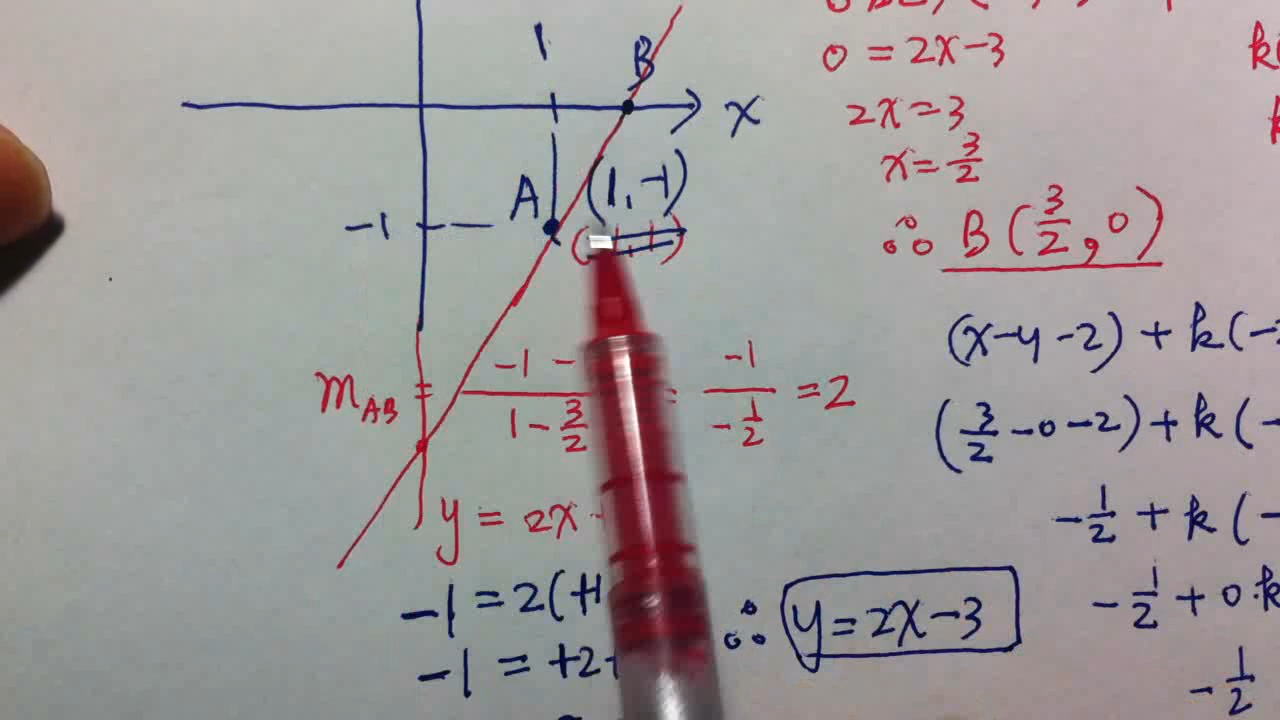 1
B
x
A (1, -1)
-1
m_AB = (-1 -)/(1 - 3/2) = (-1)/(-1/2) = 2
y = 2x
-1 = 2(+1
-1 = +2+
∴ y = 2x - 3
0 = 2x - 3
2x = 3
x = 3/2
∴ B(3/2, 0)
(x - y - 2) + k(-
(3/2 - 0 - 2) + k(-
-1/2 + k(-
-1/2 + 0·k
-1/2